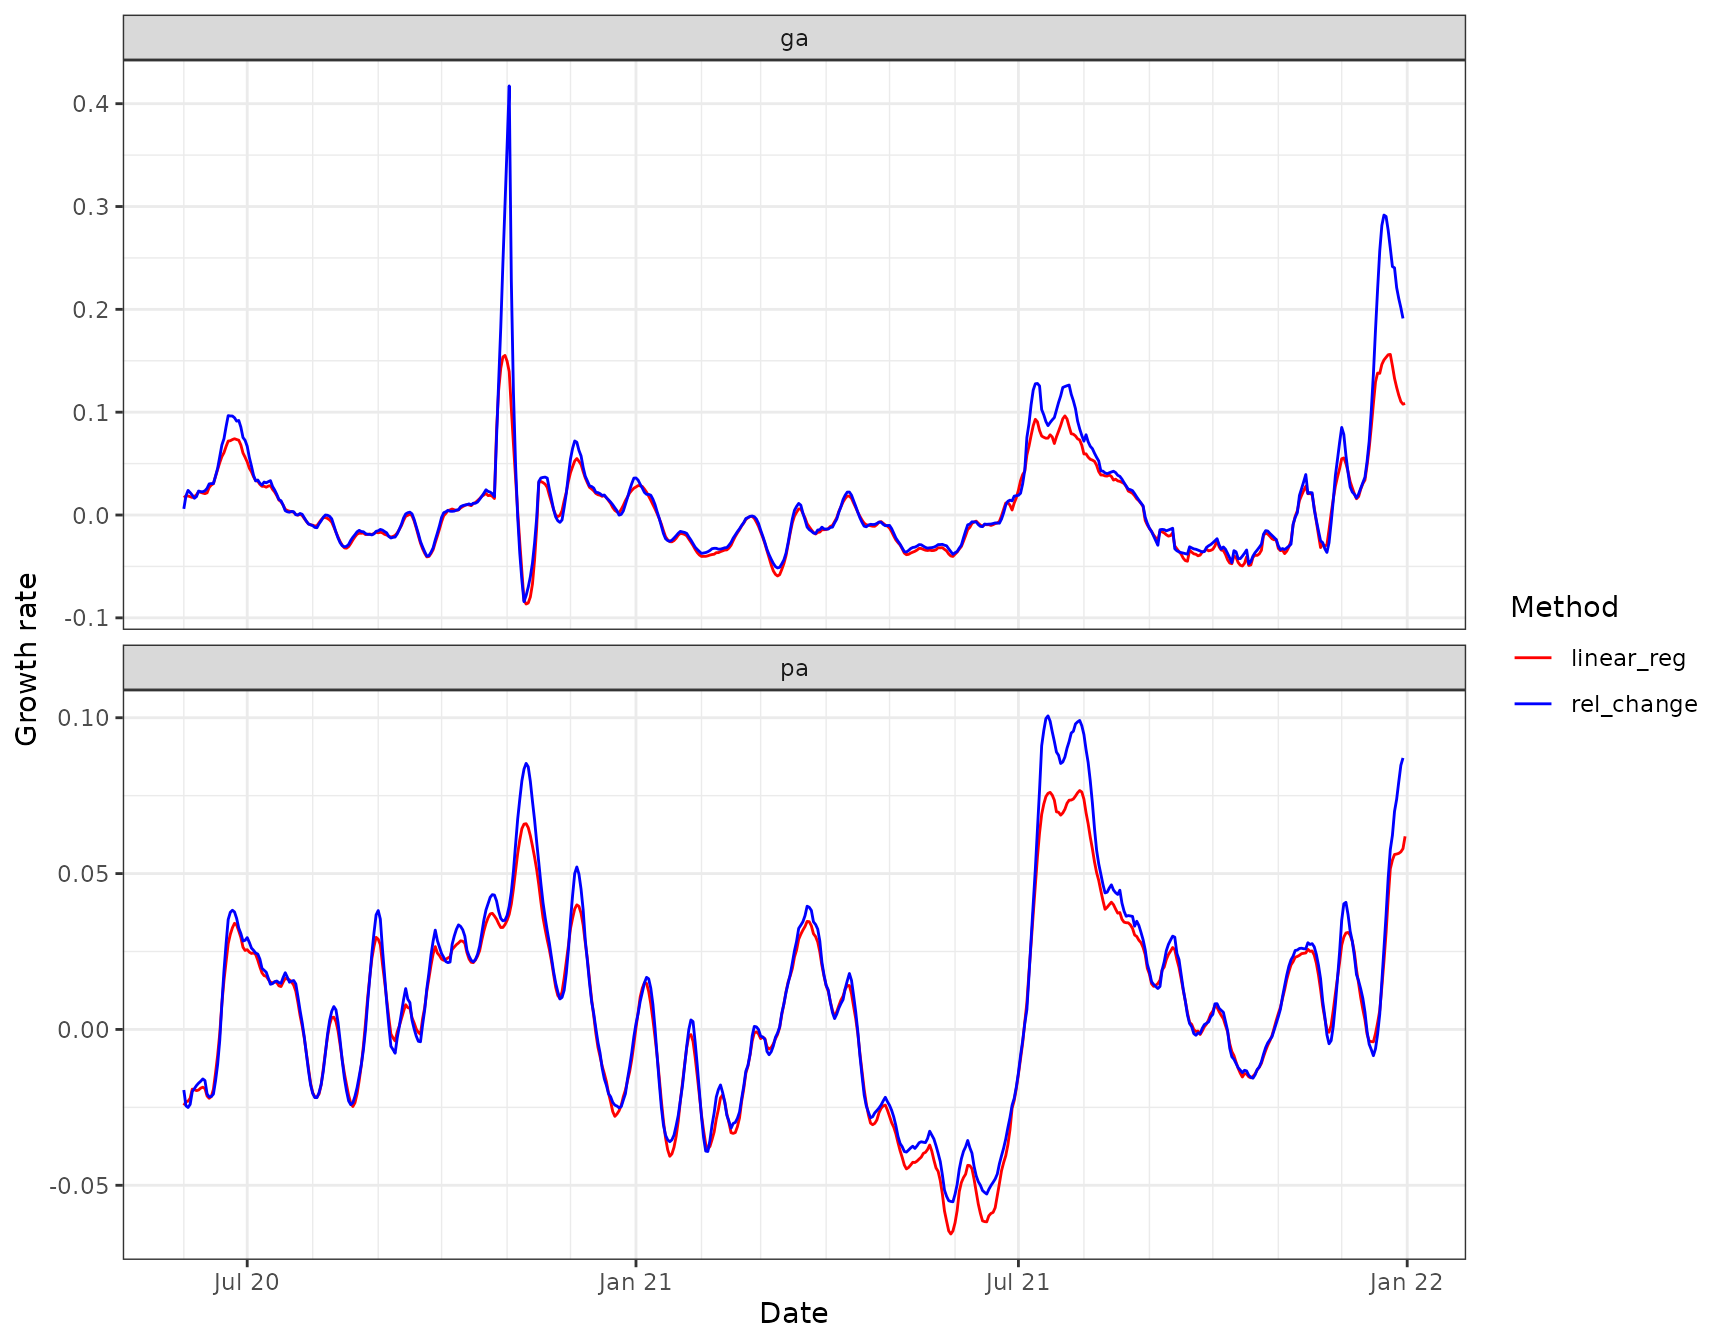 ga
0.4
0.3
0.2
0.1
0.0
-0.1
pa
0.10
0.05
0.00
-0.05
Jul 20
Jan 21
Jul 21
Jan 22
Date
Growth rate
Method
linear_reg
rel_change